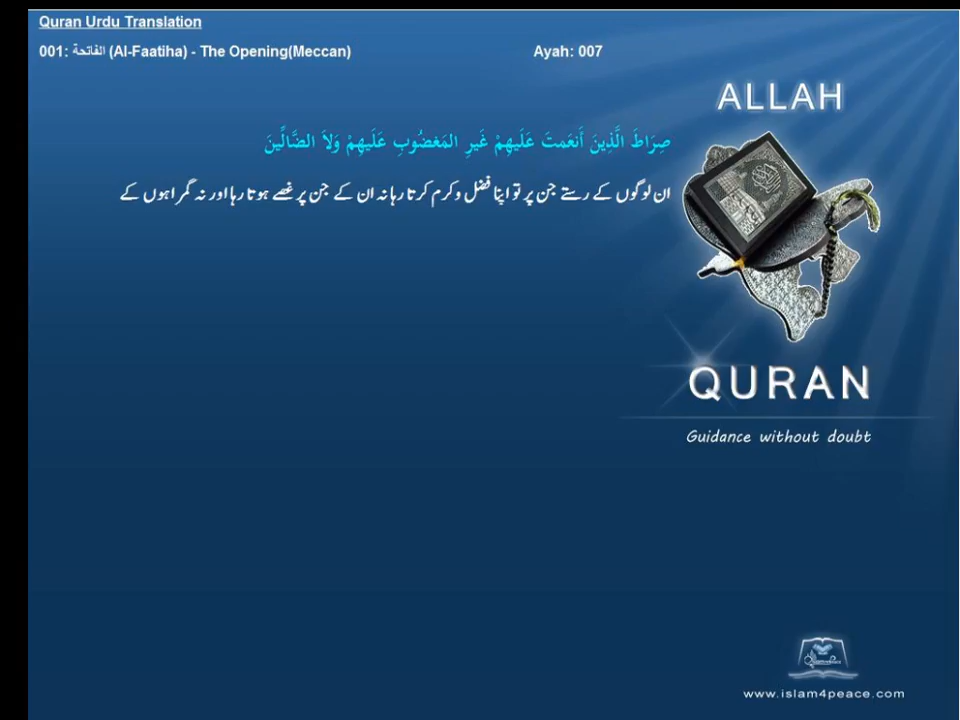 Quran Urdu Translation
001: الفاتحة (Al-Faatiha) - The Opening(Meccan) Ayah: 007
ALLAH
صِرَاطَ الَّذِينَ أَنعَمتَ عَلَيهِمْ غَيرِ المَغضُوبِ عَلَيهِمْ وَلاَ الضَّالِّينَ
ان لوگوں کے رستے جن پر تو اپنا فضل و کرم کرتا رہا نہ ان کے جن پر غصے ہوتا رہا اور نہ گمراہوں کے
QURAN
Guidance without doubt
www.islam4peace.com